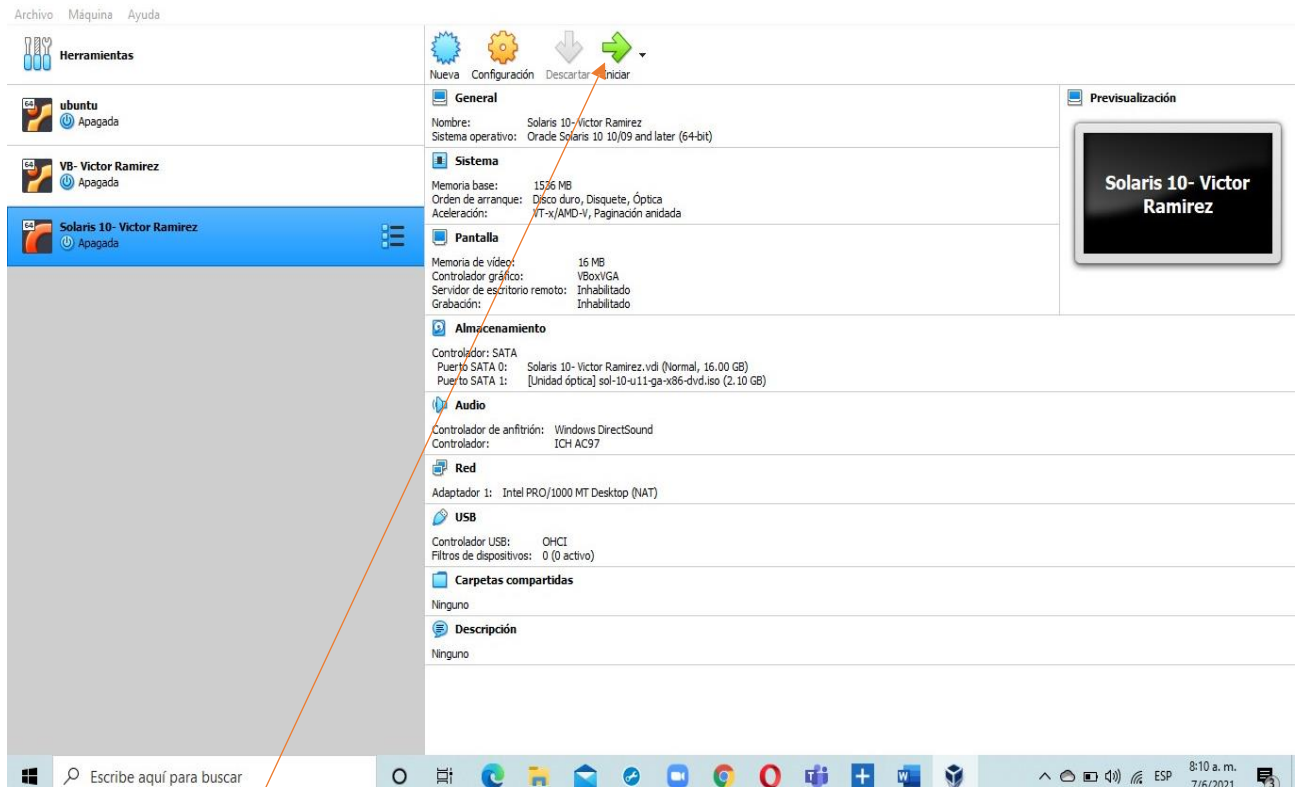 Archivo Máquina Ayuda
Herramientas
Nueva Configuración Descartar Iniciar
64 ubuntu
Apagada
64 VB- Victor Ramirez
Apagada
64 Solaris 10- Victor Ramirez
Apagada
General
Nombre: Solaris 10- Victor Ramirez
Sistema operativo: Oracle Solaris 10 10/09 and later (64-bit)
Previsualización
Solaris 10- Victor
Ramirez
Sistema
Memoria base: 1536 MB
Orden de arranque: Disco duro, Disquete, Óptica
Aceleración: VT-x/AMD-V, Paginación anidada
Pantalla
Memoria de vídeo: 16 MB
Controlador gráfico: VBoxVGA
Servidor de escritorio remoto: Inhabilitado
Grabación: Inhabilitado
Almacenamiento
Controlador: SATA
Puerto SATA 0: Solaris 10- Victor Ramirez.vdi (Normal, 16.00 GB)
Puerto SATA 1: [Unidad óptica] sol-10-u11-ga-x86-dvd.iso (2.10 GB)
Audio
Controlador de anfitrión: Windows DirectSound
Controlador: ICH AC97
Red
Adaptador 1: Intel PRO/1000 MT Desktop (NAT)
USB
Controlador USB: OHCI
Filtros de dispositivos: 0 (0 activo)
Carpetas compartidas
Ninguno
Descripción
Ninguno
Escribe aquí para buscar
ESP
8:10 a. m.
7/6/2021
3